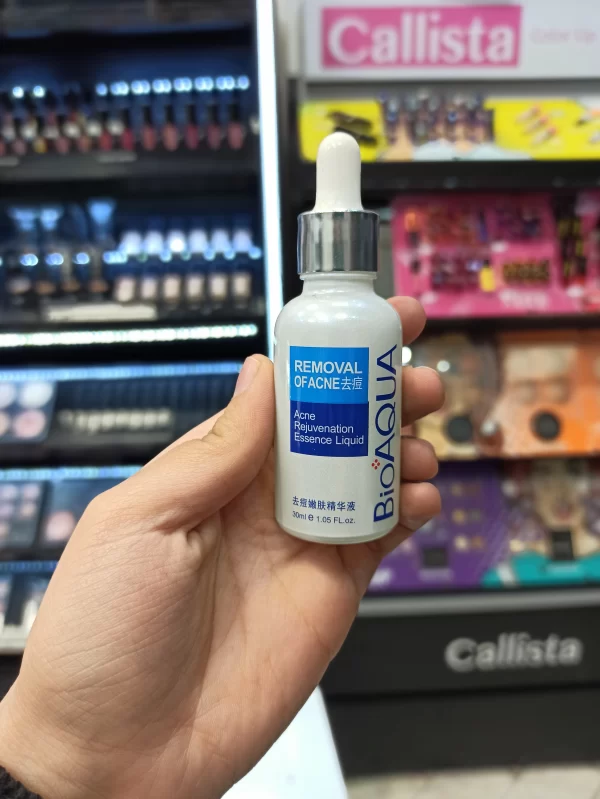 Callista
REMOVAL
OFACNE去痘
Acne
Rejuvenation
Essence Liquid
BIOAQUA
去痘嫩肤精华液
30ml e 1.05 FL.oz.
Callista